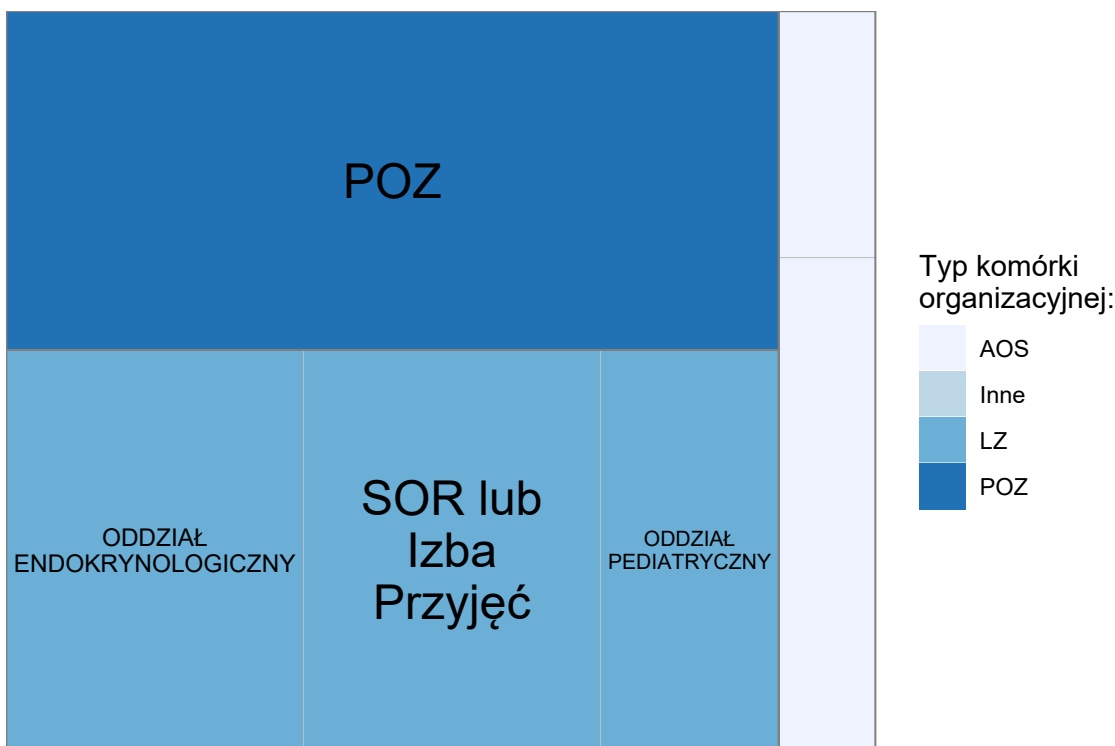 POZ
ODDZIAŁ
ENDOKRYNOLOGICZNY
SOR lub
Izba
Przyjęć
ODDZIAŁ
PEDIATRYCZNY
Typ komórki
organizacyjnej:
AOS
Inne
LZ
POZ